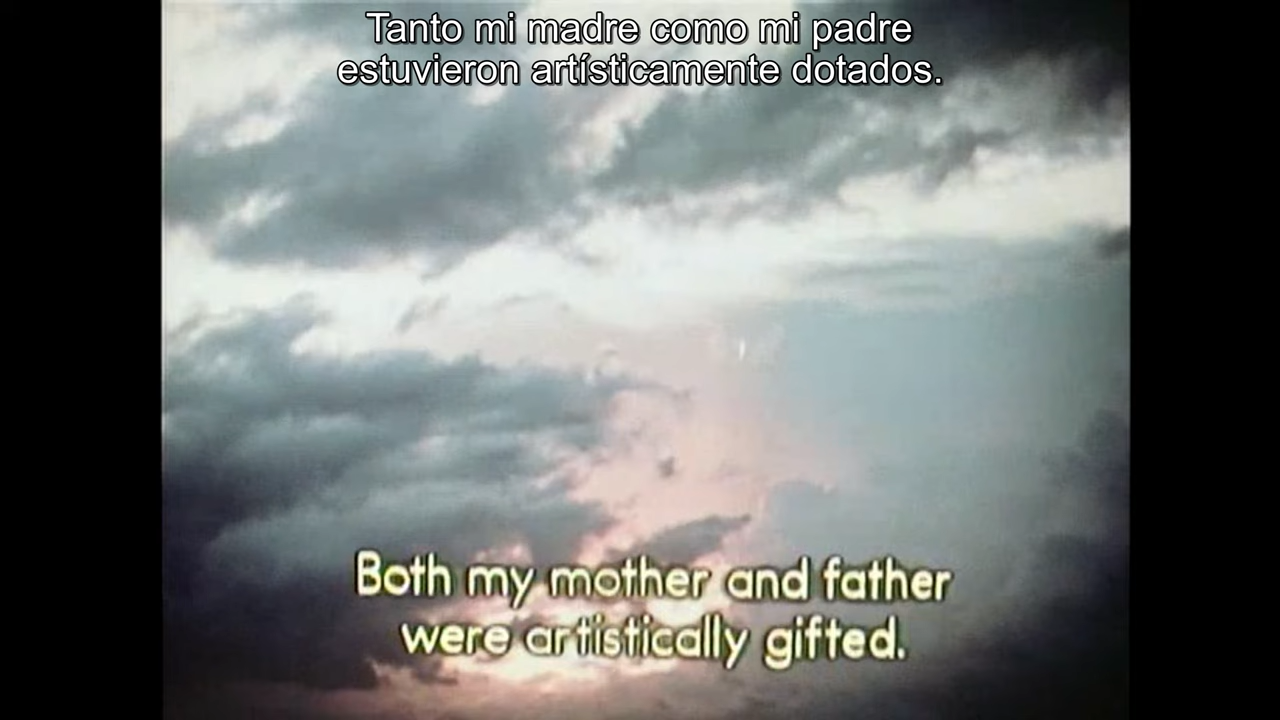 Tanto mi madre como mi padre
estuvieron artísticamente dotados.
Both my mother and father
were artistically gifted.